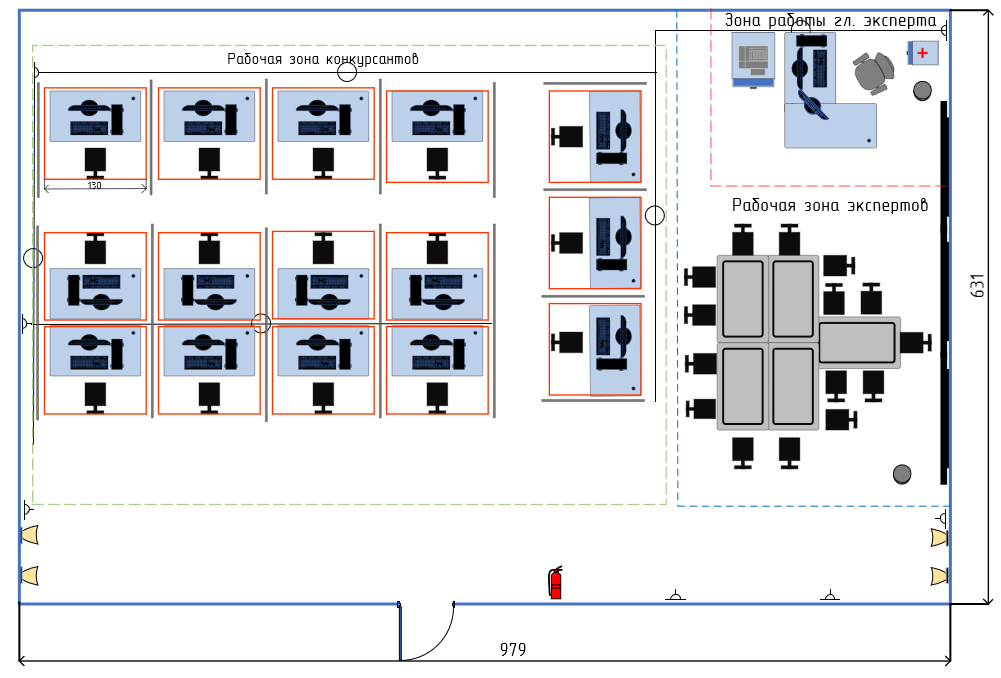 Зона работы гл. эксперта
Рабочая зона конкурсантов
130
Рабочая зона экспертов
631
979